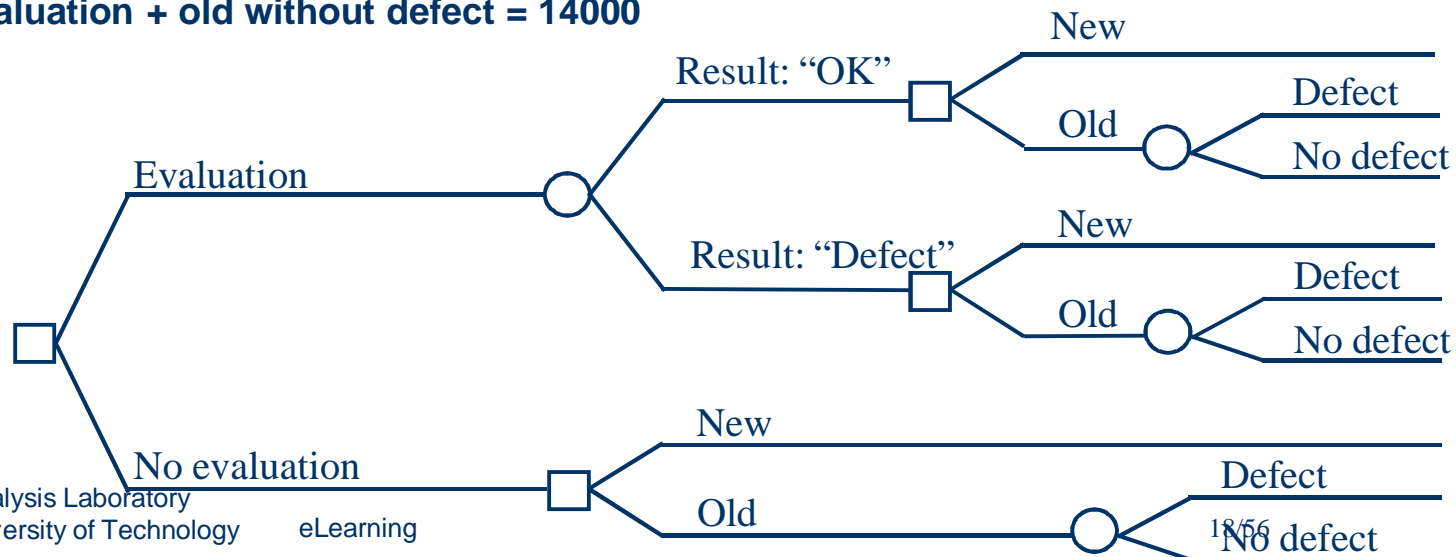 aluation + old without defect = 14000
New
Result: “OK”
Defect
Old
No defect
Evaluation
New
Result: “Defect”
Defect
Old
No defect
New
No evaluation
Defect
alysis Laboratory
Old
ersity of Technology
eLearning
18/56
No defect